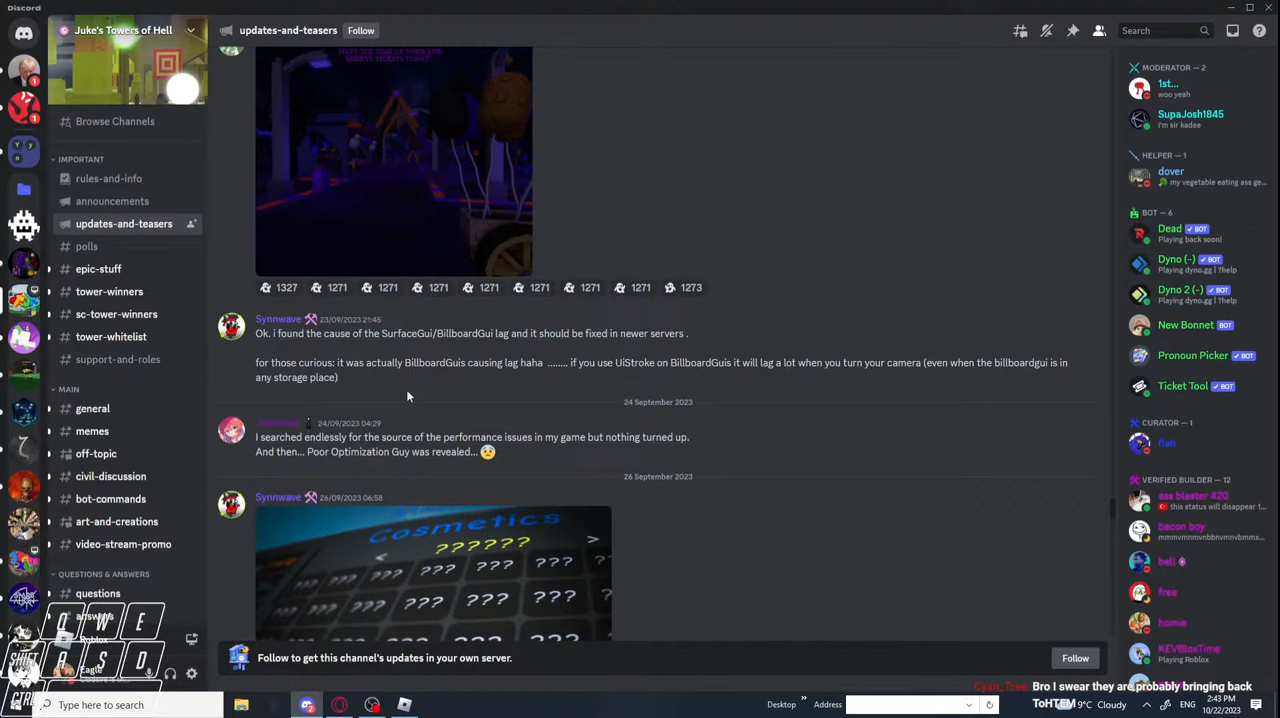 Discord
Juke's Towers of Hell
Browse Channels
IMPORTANT
rules-and-info
announcements
updates-and-teasers
polls
epic-stuff
tower-winners
sc-tower-winners
tower-whitelist
support-and-roles
MAIN
general
memes
off-topic
civil-discussion
bot-commands
art-and-creations
video-stream-promo
QUESTIONS & ANSWERS
questions
answers
Roblox
Eagle
Q W E
SHIFT A S D
CTRL
updates-and-teasers
Follow
Search
1327 1271 1271 1271 1271 1271 1271 1271 1273
Synnwave 23/09/2023 21:45
Ok. i found the cause of the SurfaceGui/BillboardGui lag and it should be fixed in newer servers .
for those curious: it was actually BillboardGuis causing lag haha ........ if you use UiStroke on BillboardGuis it will lag a lot when you turn your camera (even when the billboardgui is in
any storage place)
24 September 2023
24/09/2023 04:29
I searched endlessly for the source of the performance issues in my game but nothing turned up.
And then... Poor Optimization Guy was revealed...
26 September 2023
Synnwave 26/09/2023 06:58
Cosmetics
< ?????? >
??? ??? ??? ??? ??? ???
??? ??? ??? ??? ??? ???
??? ??? ??? ???
Follow to get this channel's updates in your own server.
Follow
MODERATOR — 2
1st...
woo yeah
SupaJosh1845
I'm sir kadee
HELPER — 1
dover
my vegetable eating ass ge...
BOT — 6
Dead BOT
Playing back soon!
Dyno (-) BOT
Playing dyno.gg | ?help
Dyno 2 (-) BOT
Playing dyno.gg | ?help
New Bonnet BOT
Pronoun Picker BOT
Ticket Tool BOT
CURATOR — 1
flah
VERIFIED BUILDER — 12
ass blaster 420
this status will disappear 1...
bacon boy
mmmvmnmvnbbnvmnvbmmx...
bell
free
homie
KEVBloxTime
Playing Roblox
Cyan_Tree: Bro I swear they are probably bringing back
ToHTEM
Type here to search
Desktop
Address
9°C Cloudy
ENG
2:43 PM
10/22/2023